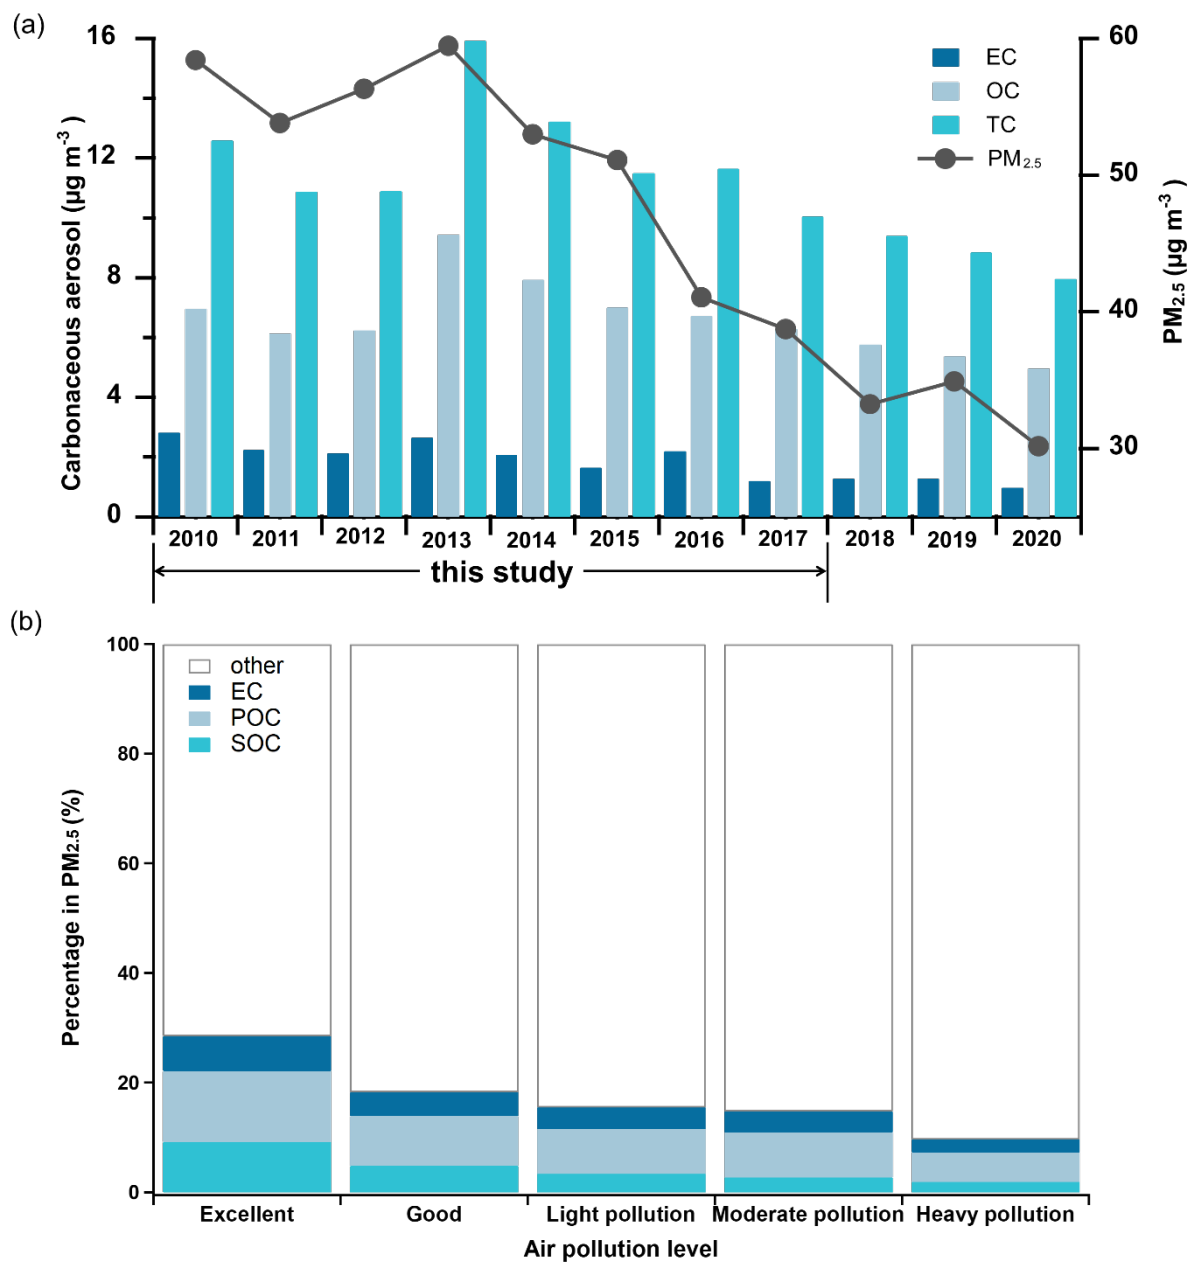 (a)
16
12
8
4
0
Carbonaceous aerosol (μg m⁻³)
60
50
40
30
PM₂.₅ (μg m⁻³)
EC
OC
TC
PM₂.₅
2010 2011 2012 2013 2014 2015 2016 2017 2018 2019 2020
this study
(b)
100
80
60
40
20
0
Percentage in PM₂.₅ (%)
other
EC
POC
SOC
Excellent Good Light pollution Moderate pollution Heavy pollution
Air pollution level